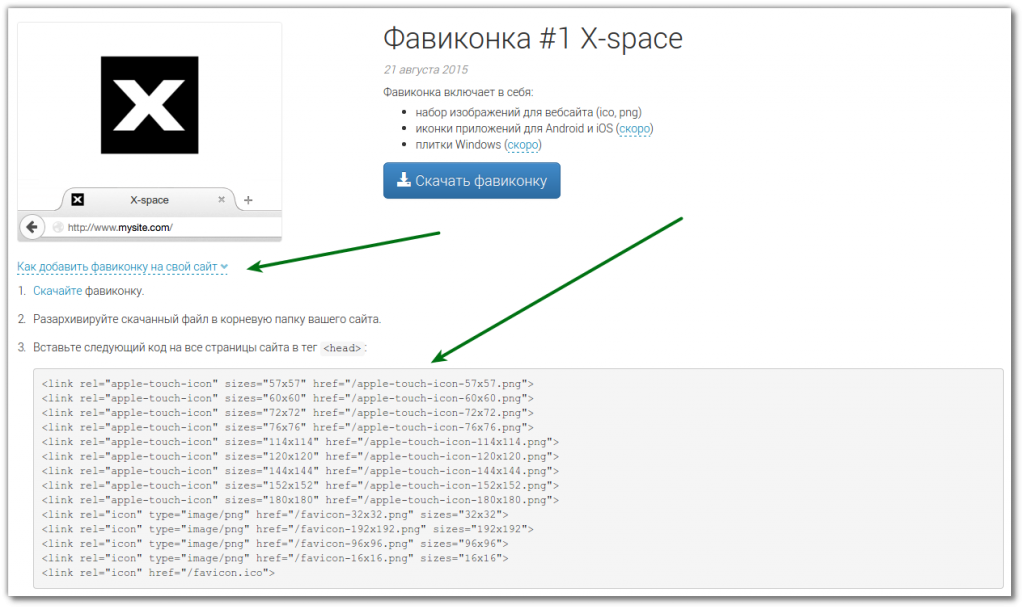 X
X-space
http://www.mysite.com/
Фавиконка #1 X-space
21 августа 2015
Фавиконка включает в себя:
набор изображений для вебсайта (ico, png)
иконки приложений для Android и iOS (скоро)
плитки Windows (скоро)
Скачать фавиконку
Как добавить фавиконку на свой сайт
1. Скачайте фавиконку.
2. Разархивируйте скачанный файл в корневую папку вашего сайта.
3. Вставьте следующий код на все страницы сайта в тег <head>:
<link rel="apple-touch-icon" sizes="57x57" href="/apple-touch-icon-57x57.png">
<link rel="apple-touch-icon" sizes="60x60" href="/apple-touch-icon-60x60.png">
<link rel="apple-touch-icon" sizes="72x72" href="/apple-touch-icon-72x72.png">
<link rel="apple-touch-icon" sizes="76x76" href="/apple-touch-icon-76x76.png">
<link rel="apple-touch-icon" sizes="114x114" href="/apple-touch-icon-114x114.png">
<link rel="apple-touch-icon" sizes="120x120" href="/apple-touch-icon-120x120.png">
<link rel="apple-touch-icon" sizes="144x144" href="/apple-touch-icon-144x144.png">
<link rel="apple-touch-icon" sizes="152x152" href="/apple-touch-icon-152x152.png">
<link rel="apple-touch-icon" sizes="180x180" href="/apple-touch-icon-180x180.png">
<link rel="icon" type="image/png" href="/favicon-32x32.png" sizes="32x32">
<link rel="icon" type="image/png" href="/favicon-192x192.png" sizes="192x192">
<link rel="icon" type="image/png" href="/favicon-96x96.png" sizes="96x96">
<link rel="icon" type="image/png" href="/favicon-16x16.png" sizes="16x16">
<link rel="icon" href="/favicon.ico">